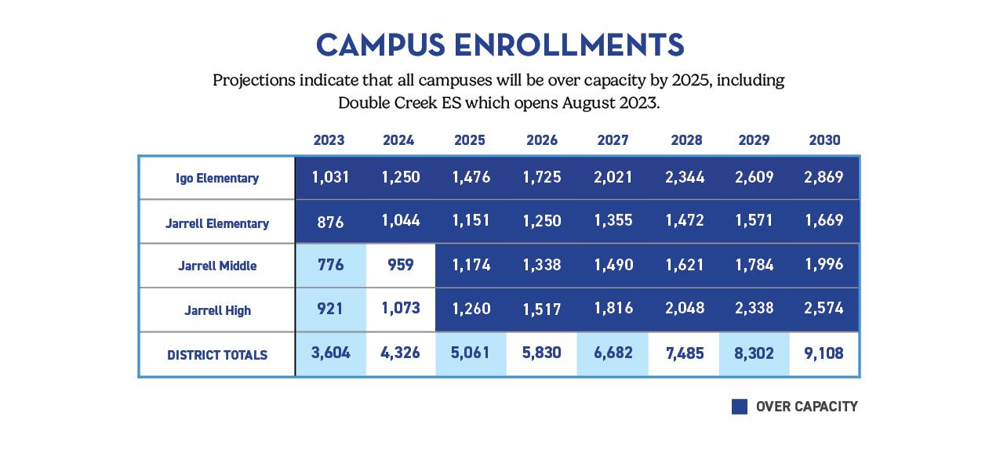 CAMPUS ENROLLMENTS
Projections indicate that all campuses will be over capacity by 2025, including
Double Creek ES which opens August 2023.
2023 2024 2025 2026 2027 2028 2029 2030
Igo Elementary 1,031 1,250 1,476 1,725 2,021 2,344 2,609 2,869
Jarrell Elementary 876 1,044 1,151 1,250 1,355 1,472 1,571 1,669
Jarrell Middle 776 959 1,174 1,338 1,490 1,621 1,784 1,996
Jarrell High 921 1,073 1,260 1,517 1,816 2,048 2,338 2,574
DISTRICT TOTALS 3,604 4,326 5,061 5,830 6,682 7,485 8,302 9,108
OVER CAPACITY